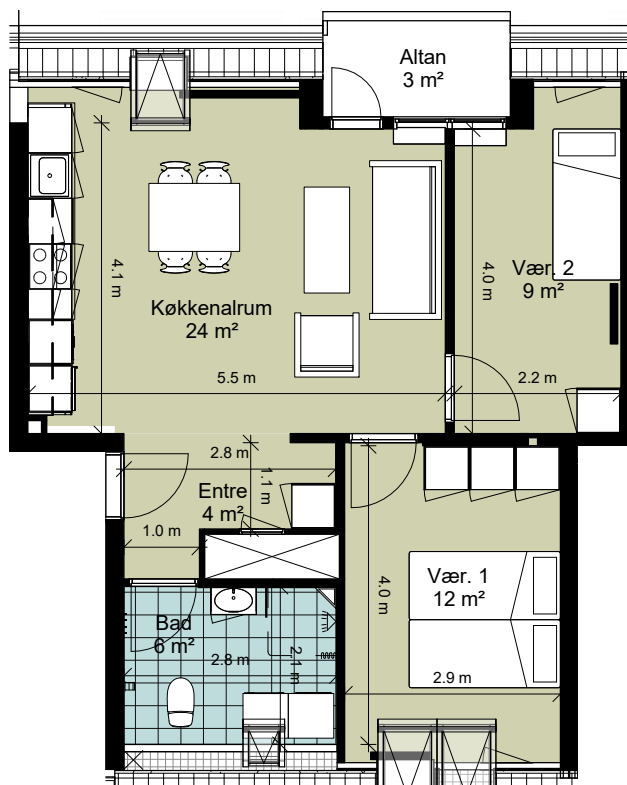 Altan
3 m²
Vær. 2
9 m²
4.1 m
4.0 m
Køkkenalrum
24 m²
5.5 m
2.2 m
2.8 m
1.1 m
Entre
4 m²
1.0 m
Vær. 1
12 m²
4.0 m
Bad
6 m²
2.8 m
2.1 m
2.9 m